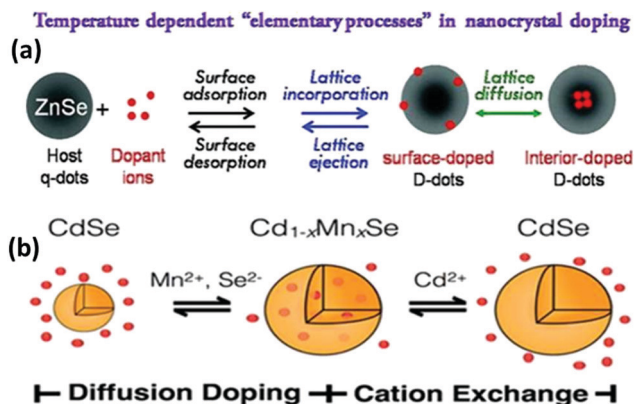 Temperature dependent "elementary processes" in nanocrystal doping
(a)
ZnSe +
Host
q-dots
Dopant
ions
Surface
adsorption
Surface
desorption
Lattice
incorporation
Lattice
ejection
surface-doped
D-dots
Lattice
diffusion
Interior-doped
D-dots
(b)
CdSe
Cd₁₋ₓMnₓSe
CdSe
Mn²⁺, Se²⁻
Cd²⁺
Diffusion Doping
Cation Exchange